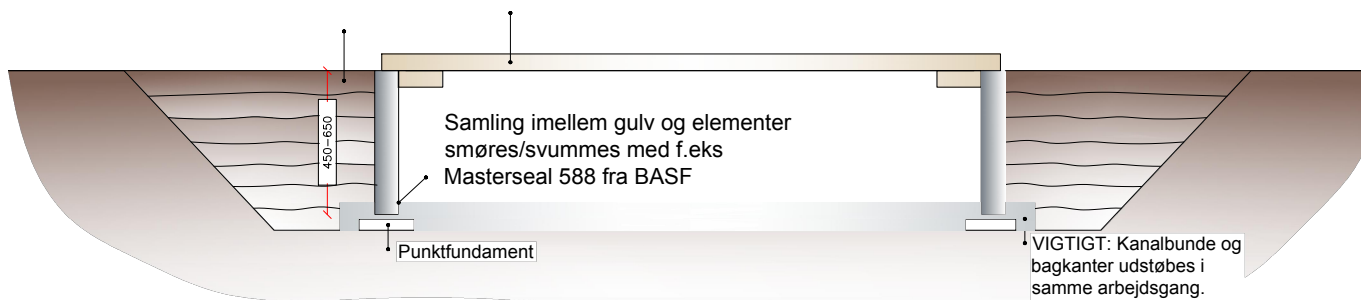 450-650
Samling imellem gulv og elementer
smøres/svummes med f.eks
Masterseal 588 fra BASF
Punktfundament
VIGTIGT: Kanalbunde og
bagkanter udstøbes i
samme arbejdsgang.